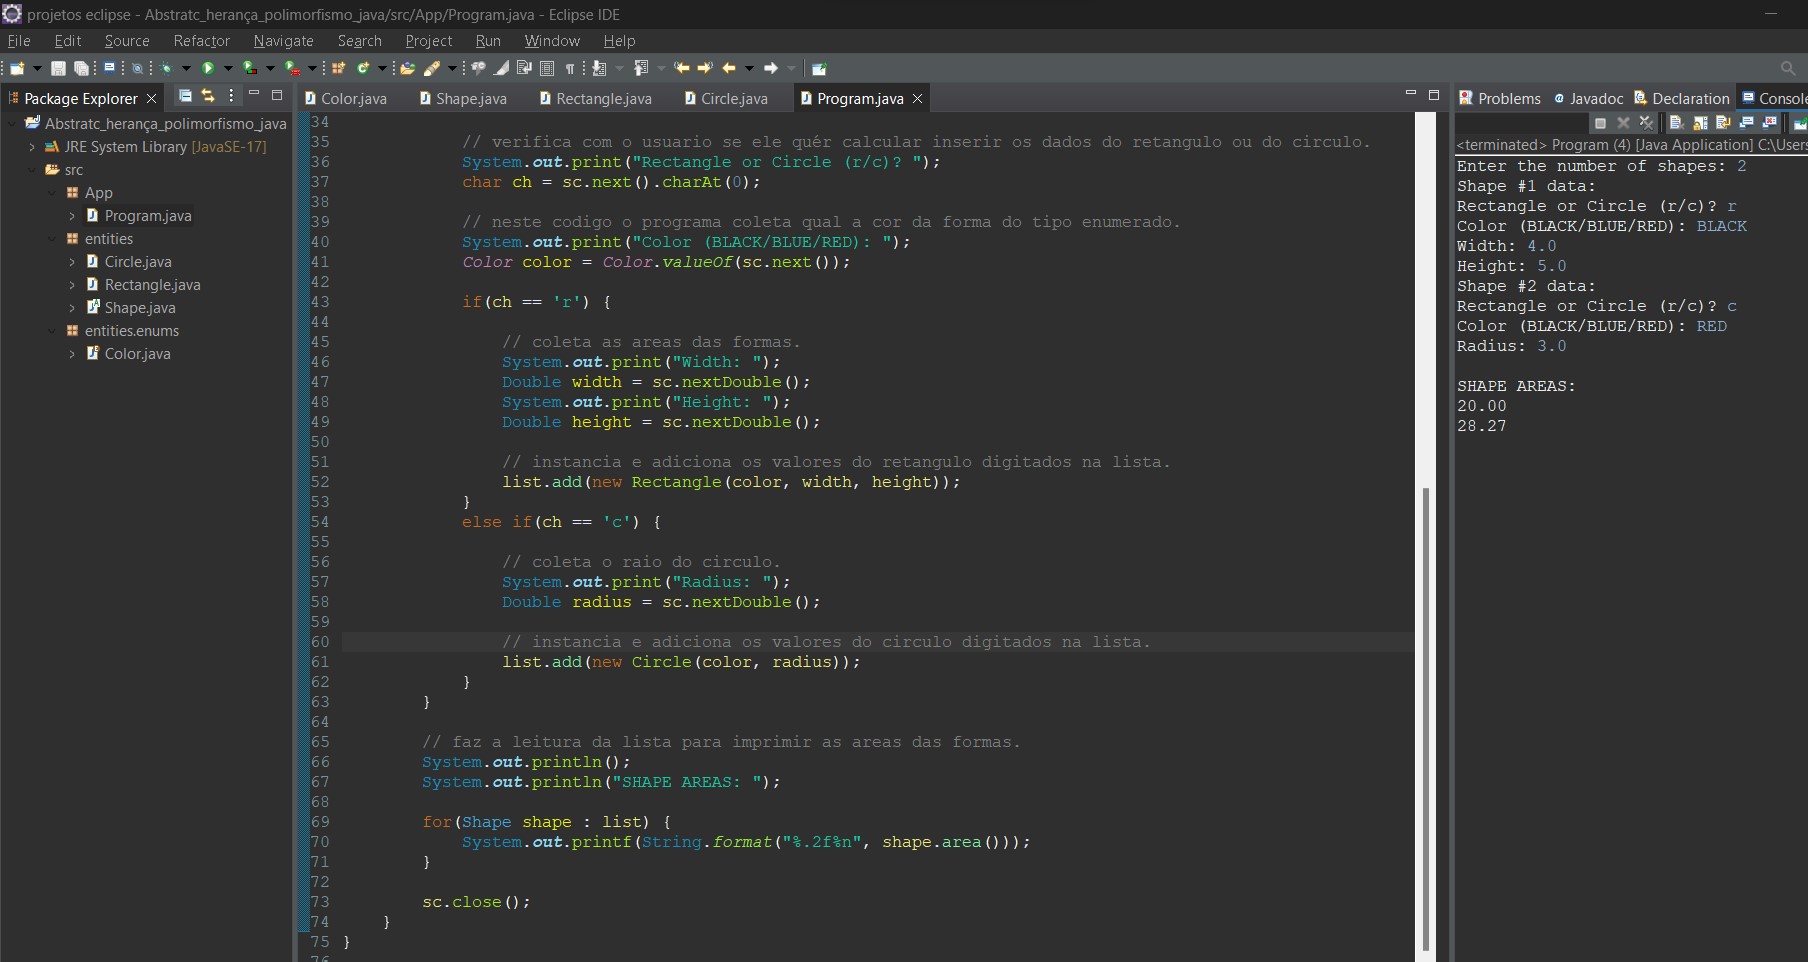 projetos eclipse - Abstratc_herança_polimorfismo_java/src/App/Program.java - Eclipse IDE
File Edit Source Refactor Navigate Search Project Run Window Help
Package Explorer
Abstratc_herança_polimorfismo_java
JRE System Library [JavaSE-17]
src
App
Program.java
entities
Circle.java
Rectangle.java
Shape.java
entities.enums
Color.java
Color.java Shape.java Rectangle.java Circle.java Program.java
34
35 // verifica com o usuario se ele quér calcular inserir os dados do retangulo ou do circulo.
36 System.out.print("Rectangle or Circle (r/c)? ");
37 char ch = sc.next().charAt(0);
38
39 // neste codigo o programa coleta qual a cor da forma do tipo enumerado.
40 System.out.print("Color (BLACK/BLUE/RED): ");
41 Color color = Color.valueOf(sc.next());
42
43 if(ch == 'r') {
44
45 // coleta as areas das formas.
46 System.out.print("Width: ");
47 Double width = sc.nextDouble();
48 System.out.print("Height: ");
49 Double height = sc.nextDouble();
50
51 // instancia e adiciona os valores do retangulo digitados na lista.
52 list.add(new Rectangle(color, width, height));
53 }
54 else if(ch == 'c') {
55
56 // coleta o raio do circulo.
57 System.out.print("Radius: ");
58 Double radius = sc.nextDouble();
59
60 // instancia e adiciona os valores do circulo digitados na lista.
61 list.add(new Circle(color, radius));
62 }
63 }
64
65 // faz a leitura da lista para imprimir as areas das formas.
66 System.out.println();
67 System.out.println("SHAPE AREAS: ");
68
69 for(Shape shape : list) {
70 System.out.printf(String.format("%.2f%n", shape.area()));
71 }
72
73 sc.close();
74 }
75 }
76
Problems Javadoc Declaration Console
<terminated> Program (4) [Java Application] C:\Users
Enter the number of shapes: 2
Shape #1 data:
Rectangle or Circle (r/c)? r
Color (BLACK/BLUE/RED): BLACK
Width: 4.0
Height: 5.0
Shape #2 data:
Rectangle or Circle (r/c)? c
Color (BLACK/BLUE/RED): RED
Radius: 3.0
SHAPE AREAS:
20.00
28.27